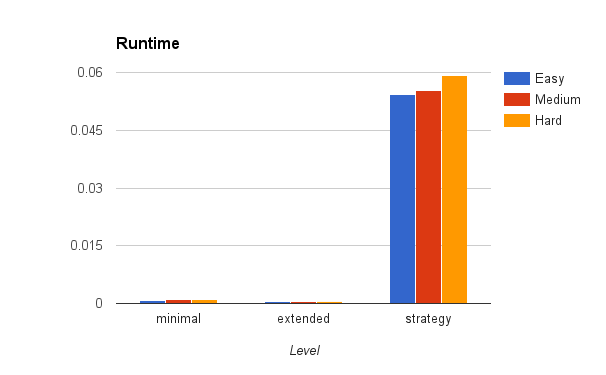 Runtime
0.06
0.045
0.03
0.015
0
minimal
extended
strategy
Level
Easy
Medium
Hard